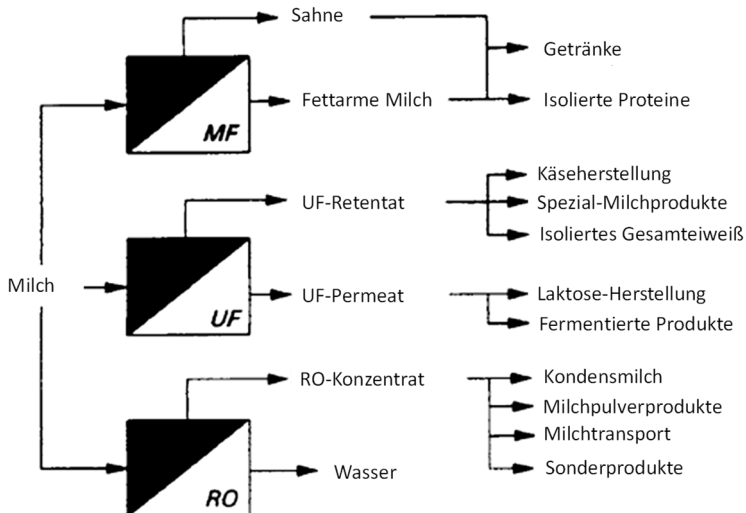 Sahne
Getränke
Fettarme Milch
Isolierte Proteine
MF
Käseherstellung
UF-Retentat
Spezial-Milchprodukte
Isoliertes Gesamteiweiß
Milch
UF-Permeat
Laktose-Herstellung
UF
Fermentierte Produkte
RO-Konzentrat
Kondensmilch
Milchpulverprodukte
Milchtransport
Wasser
Sonderprodukte
RO